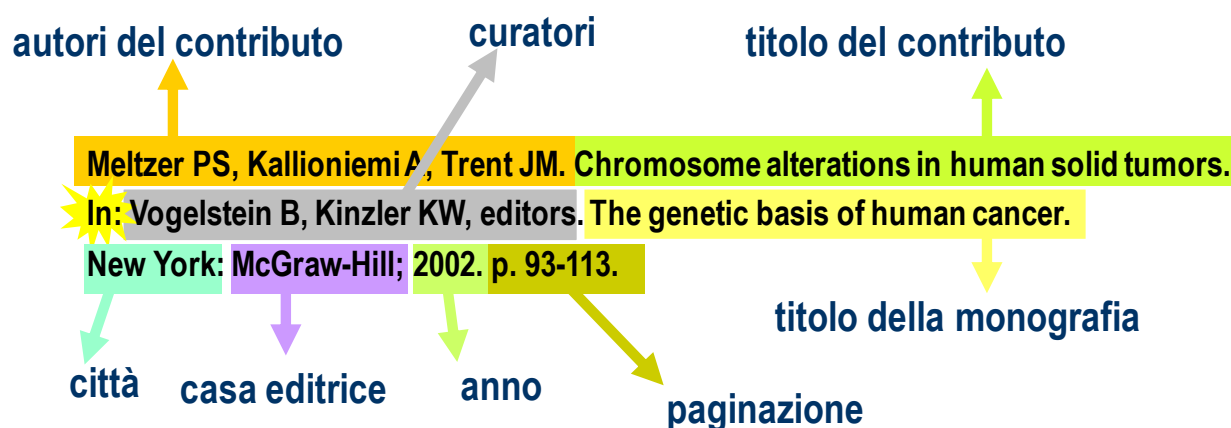 autori del contributo curatori titolo del contributo
Meltzer PS, Kallioniemi A, Trent JM. Chromosome alterations in human solid tumors.
In: Vogelstein B, Kinzler KW, editors. The genetic basis of human cancer.
New York: McGraw-Hill; 2002. p. 93-113.
titolo della monografia
città casa editrice anno
paginazione